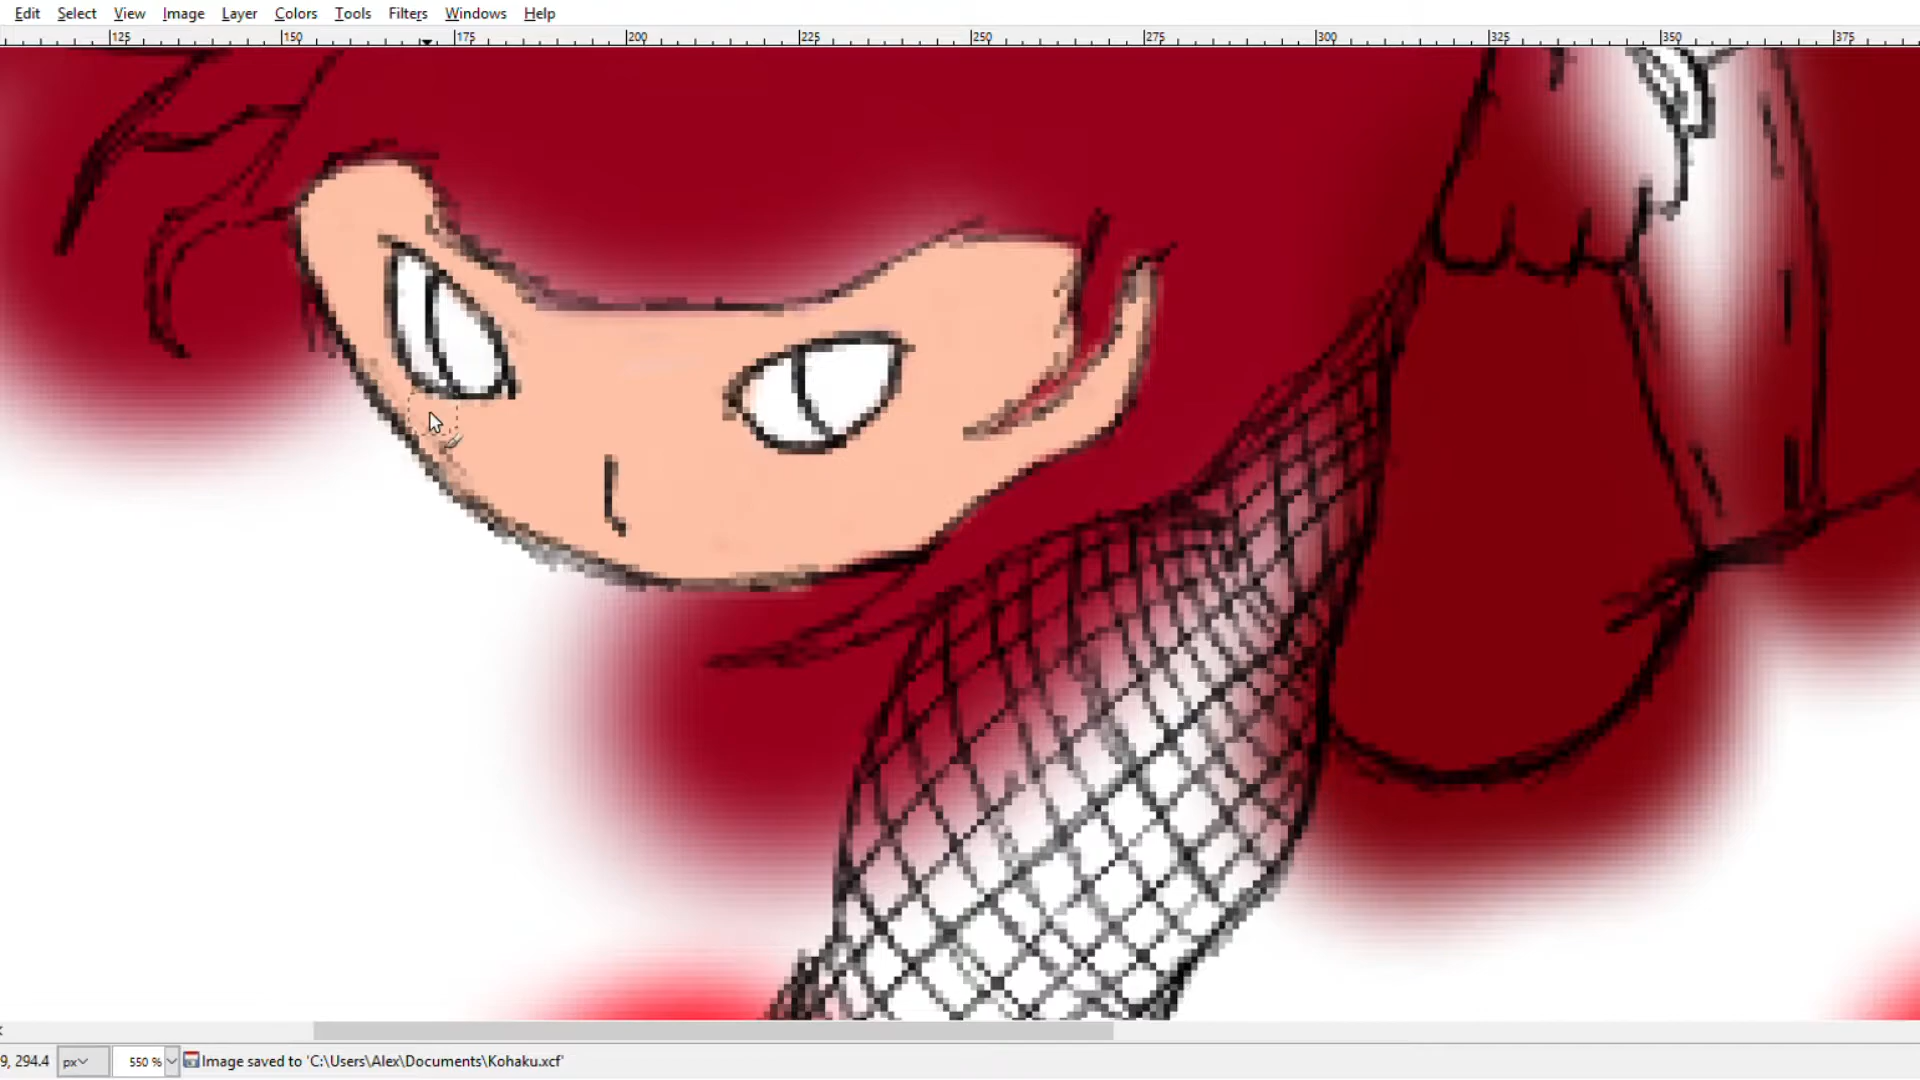 Edit Select View Image Layer Colors Tools Filters Windows Help
125 150 175 200 225 250 275 300 325 350 375
9, 294.4 px 550 % Image saved to 'C:\Users\Alex\Documents\Kohaku.xcf'